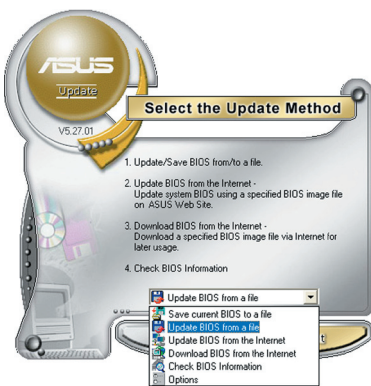 ASUS
Update
V5.27.01
Select the Update Method
1. Update/Save BIOS from/to a file.
2. Update BIOS from the Internet -
Update system BIOS using a specified BIOS image file
on ASUS Web Site.
3. Download BIOS from the Internet -
Download a specified BIOS image file via Internet for
later usage.
4. Check BIOS Information
Update BIOS from a file
Save current BIOS to a file
Update BIOS from a file
Update BIOS from the Internet
Download BIOS from the Internet
Check BIOS Information
Options